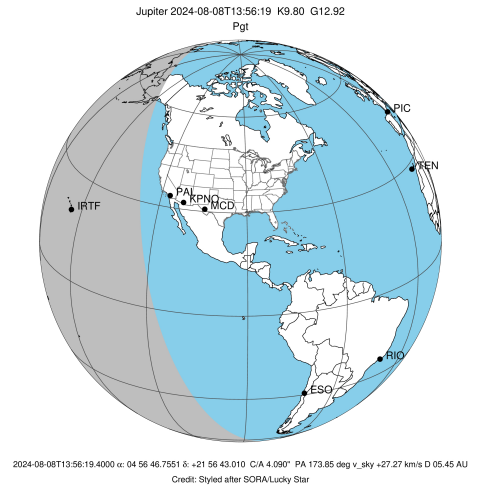 Jupiter 2024-08-08T13:56:19 K9.80 G12.92
Pgt
PIC
TEN
PAL
KPNO
MCD
IRTF
RIO
ESO
2024-08-08T13:56:19.4000 α: 04 56 46.7551 δ: +21 56 43.010 C/A 4.090" PA 173.85 deg v_sky +27.27 km/s D 05.45 AU
Credit: Styled after SORA/Lucky Star